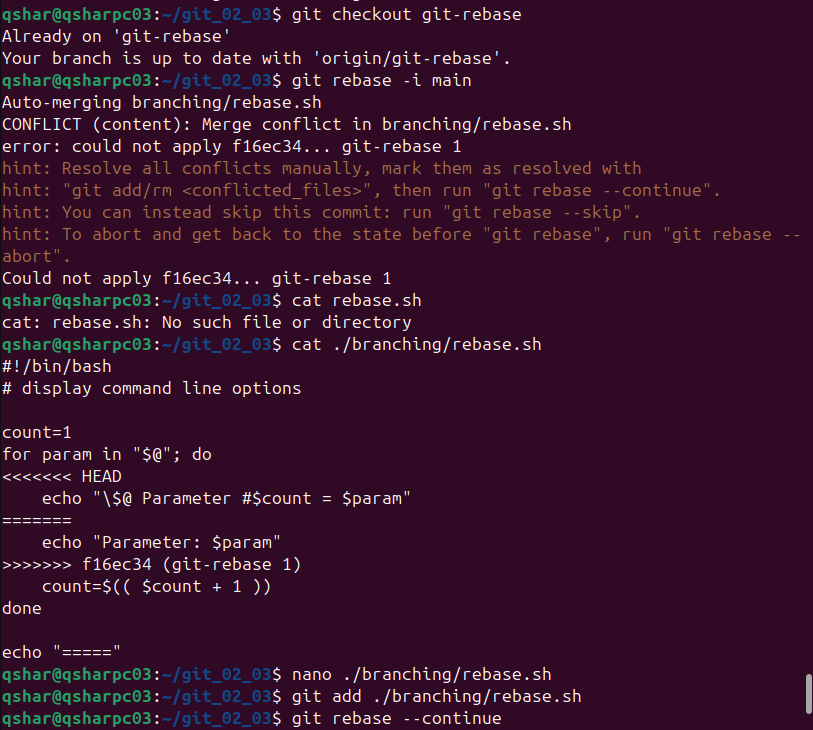 qshar@qsharpc03:~/git_02_03$ git checkout git-rebase
Already on 'git-rebase'
Your branch is up to date with 'origin/git-rebase'.
qshar@qsharpc03:~/git_02_03$ git rebase -i main
Auto-merging branching/rebase.sh
CONFLICT (content): Merge conflict in branching/rebase.sh
error: could not apply f16ec34... git-rebase 1
hint: Resolve all conflicts manually, mark them as resolved with
hint: "git add/rm <conflicted_files>", then run "git rebase --continue".
hint: You can instead skip this commit: run "git rebase --skip".
hint: To abort and get back to the state before "git rebase", run "git rebase --
abort".
Could not apply f16ec34... git-rebase 1
qshar@qsharpc03:~/git_02_03$ cat rebase.sh
cat: rebase.sh: No such file or directory
qshar@qsharpc03:~/git_02_03$ cat ./branching/rebase.sh
#!/bin/bash
# display command line options

count=1
for param in "$@"; do
<<<<<<< HEAD
    echo "\$@ Parameter #$count = $param"
=======
    echo "Parameter: $param"
>>>>>>> f16ec34 (git-rebase 1)
    count=$(( $count + 1 ))
done

echo "====="
qshar@qsharpc03:~/git_02_03$ nano ./branching/rebase.sh
qshar@qsharpc03:~/git_02_03$ git add ./branching/rebase.sh
qshar@qsharpc03:~/git_02_03$ git rebase --continue